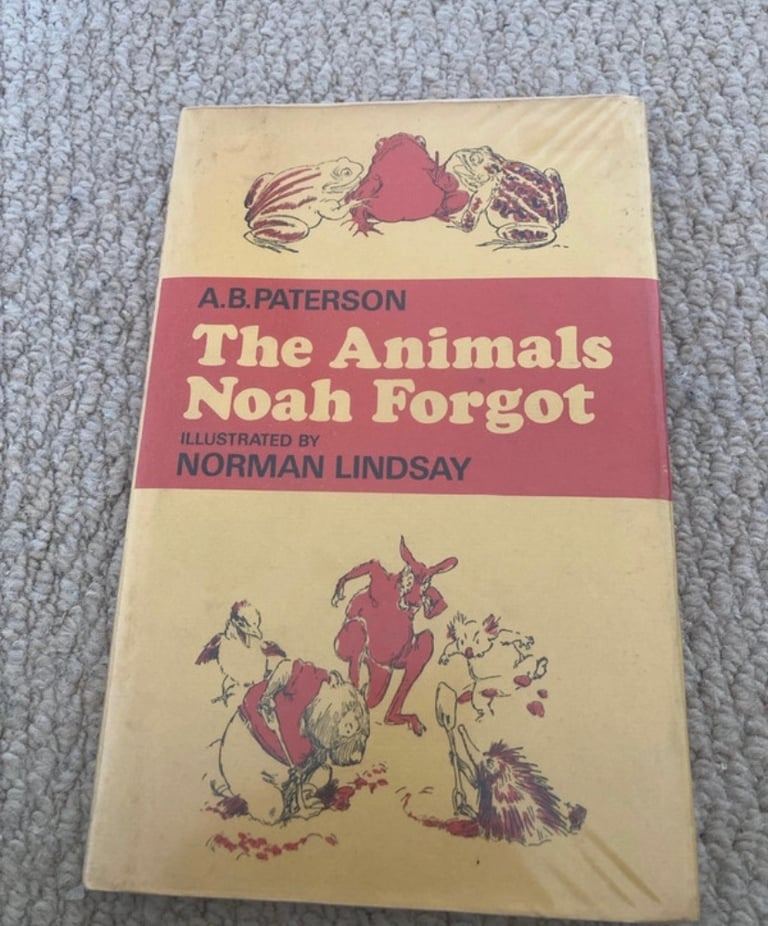 A.B.PATERSON
The Animals
Noah Forgot
ILLUSTRATED BY
NORMAN LINDSAY